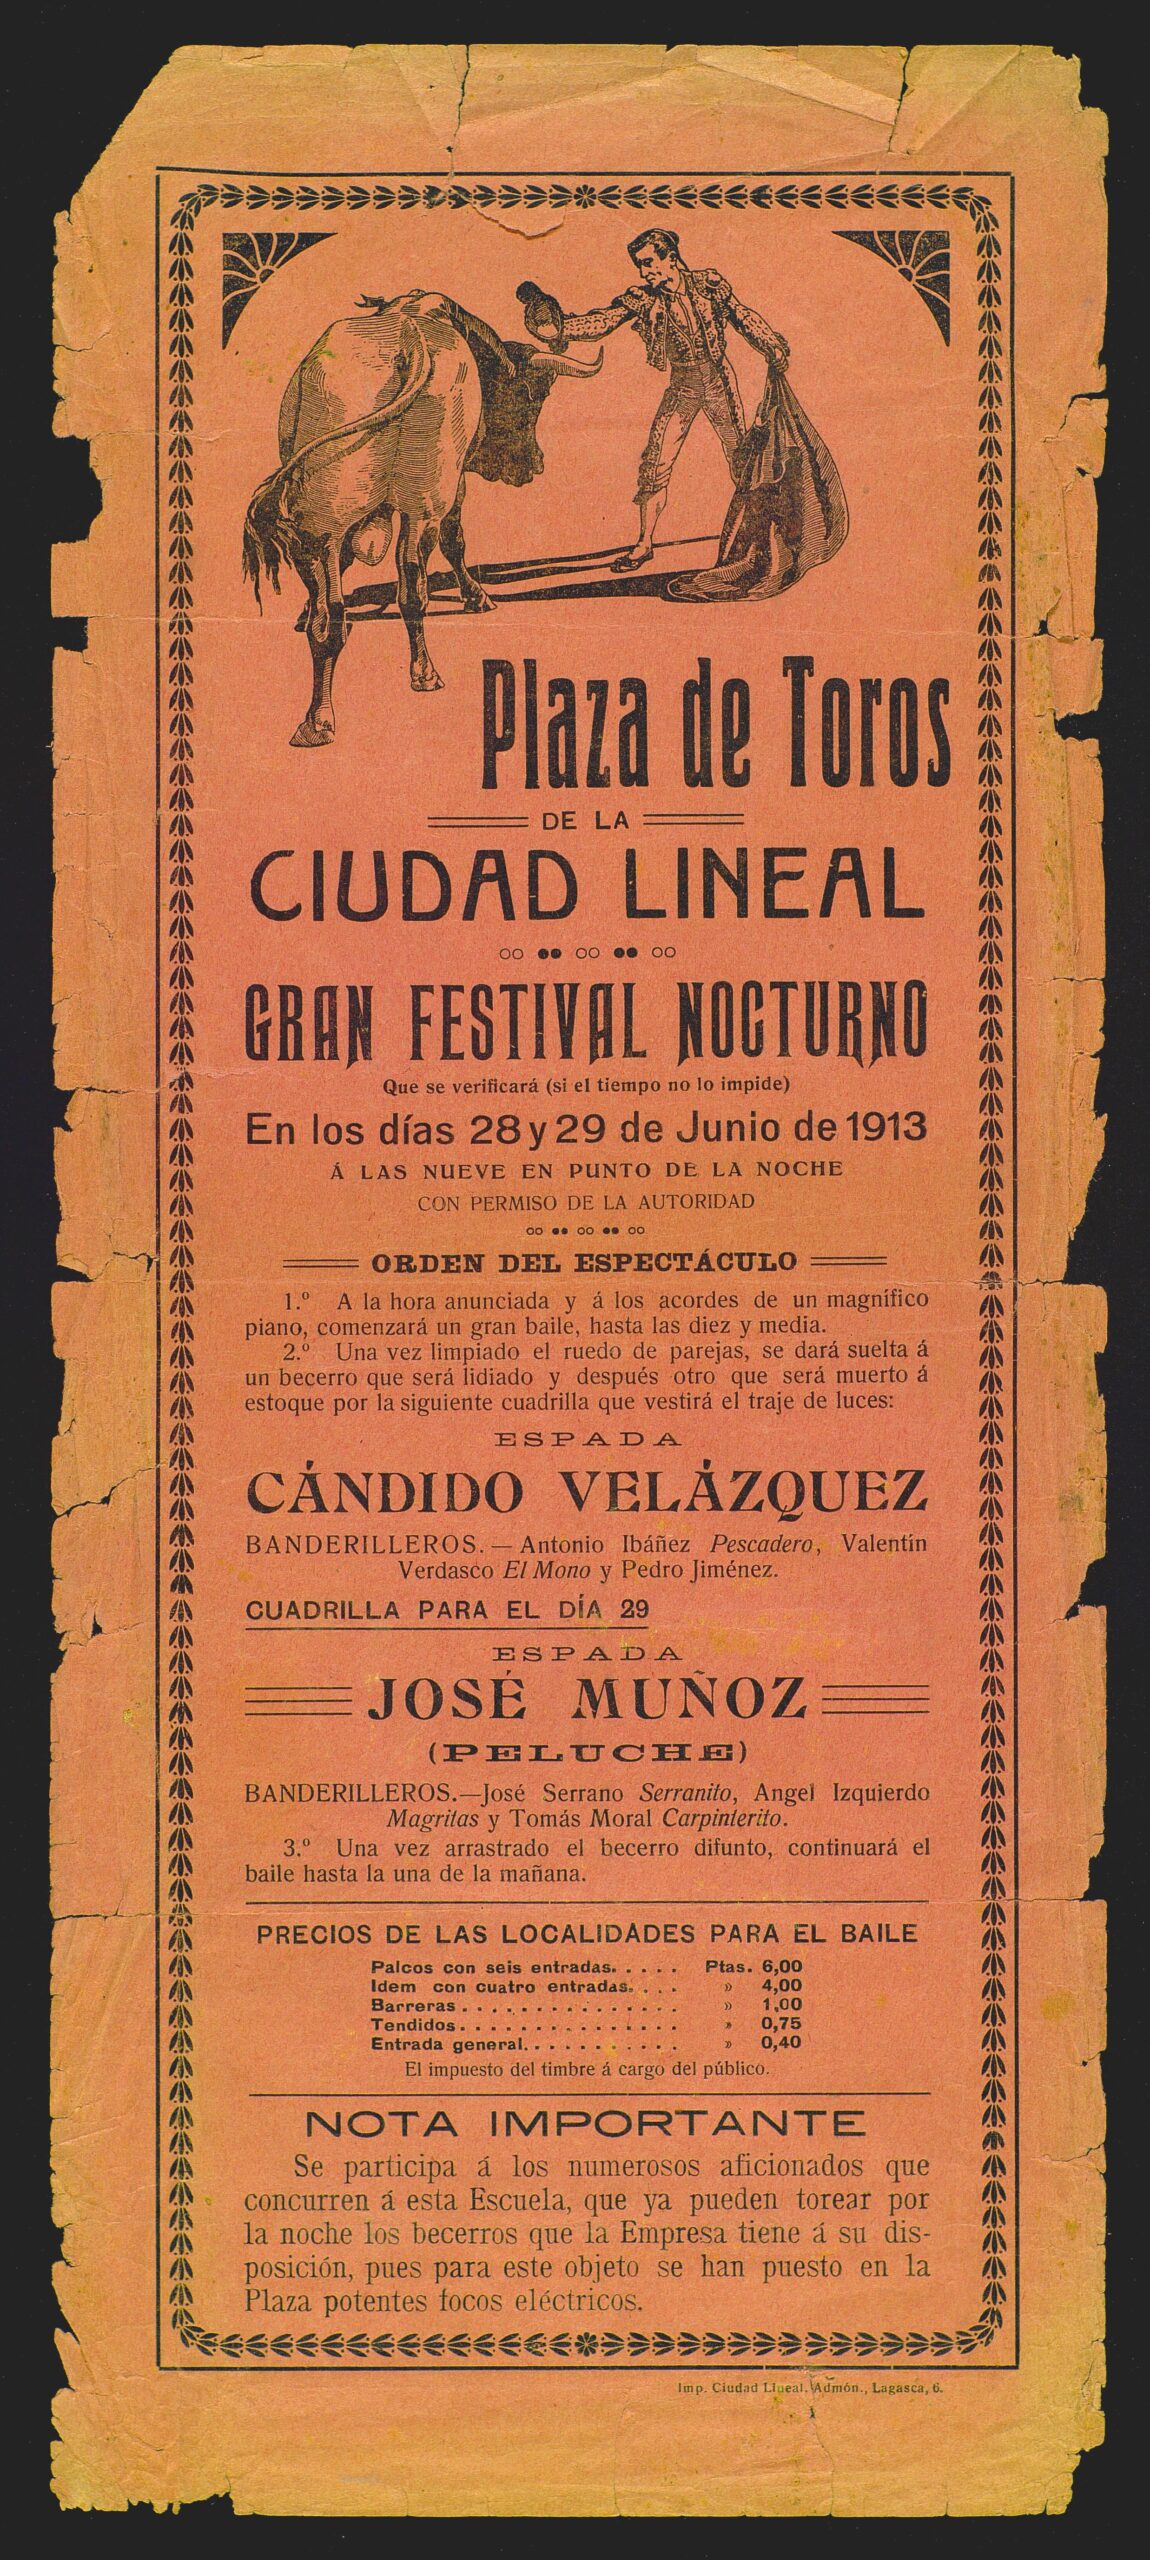 Plaza de Toros
DE LA
CIUDAD LINEAL
GRAN FESTIVAL NOCTURNO
Que se verificará (si el tiempo no lo impide)
En los días 28 y 29 de Junio de 1913
Á LAS NUEVE EN PUNTO DE LA NOCHE
CON PERMISO DE LA AUTORIDAD
ORDEN DEL ESPECTÁCULO
1.º A la hora anunciada y á los acordes de un magnífico
piano, comenzará un gran baile, hasta las diez y media.
2.º Una vez limpiado el ruedo de parejas, se dará suelta á
un becerro que será lidiado y después otro que será muerto á
estoque por la siguiente cuadrilla que vestirá el traje de luces:
ESPADA
CÁNDIDO VELÁZQUEZ
BANDERILLEROS.—Antonio Ibáñez Pescadero, Valentín
Verdasco El Mono y Pedro Jiménez.
CUADRILLA PARA EL DÍA 29
ESPADA
JOSÉ MUÑOZ
(PELUCHE)
BANDERILLEROS.—José Serrano Serranito, Angel Izquierdo
Magritas y Tomás Moral Carpinterito.
3.º Una vez arrastrado el becerro difunto, continuará el
baile hasta la una de la mañana.
PRECIOS DE LAS LOCALIDADES PARA EL BAILE
Palcos con seis entradas. . . . . Ptas. 6,00
Idem con cuatro entradas. . . . » 4,00
Barreras . . . . . . . . . . . . . . » 1,00
Tendidos. . . . . . . . . . . . . . » 0,75
Entrada general. . . . . . . . . . . » 0,40
El impuesto del timbre á cargo del público.
NOTA IMPORTANTE
Se participa á los numerosos aficionados que
concurren á esta Escuela, que ya pueden torear por
la noche los becerros que la Empresa tiene á su dis-
posición, pues para este objeto se han puesto en la
Plaza potentes focos eléctricos.
Imp. Ciudad Lineal. Admón., Lagasca, 6.